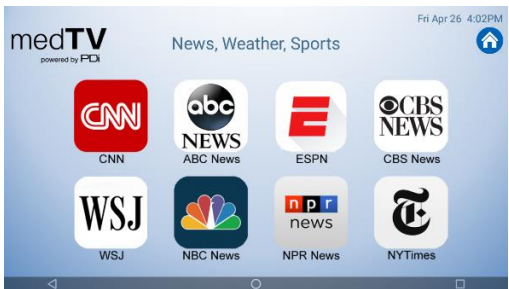 Fri Apr 26 4:02PM
medTV
powered by PDi
News, Weather, Sports
CNN
abc
NEWS
E
CBS
NEWS
CNN
ABC News
ESPN
CBS News
WSJ
npr
news
T
WSJ
NBC News
NPR News
NYTimes